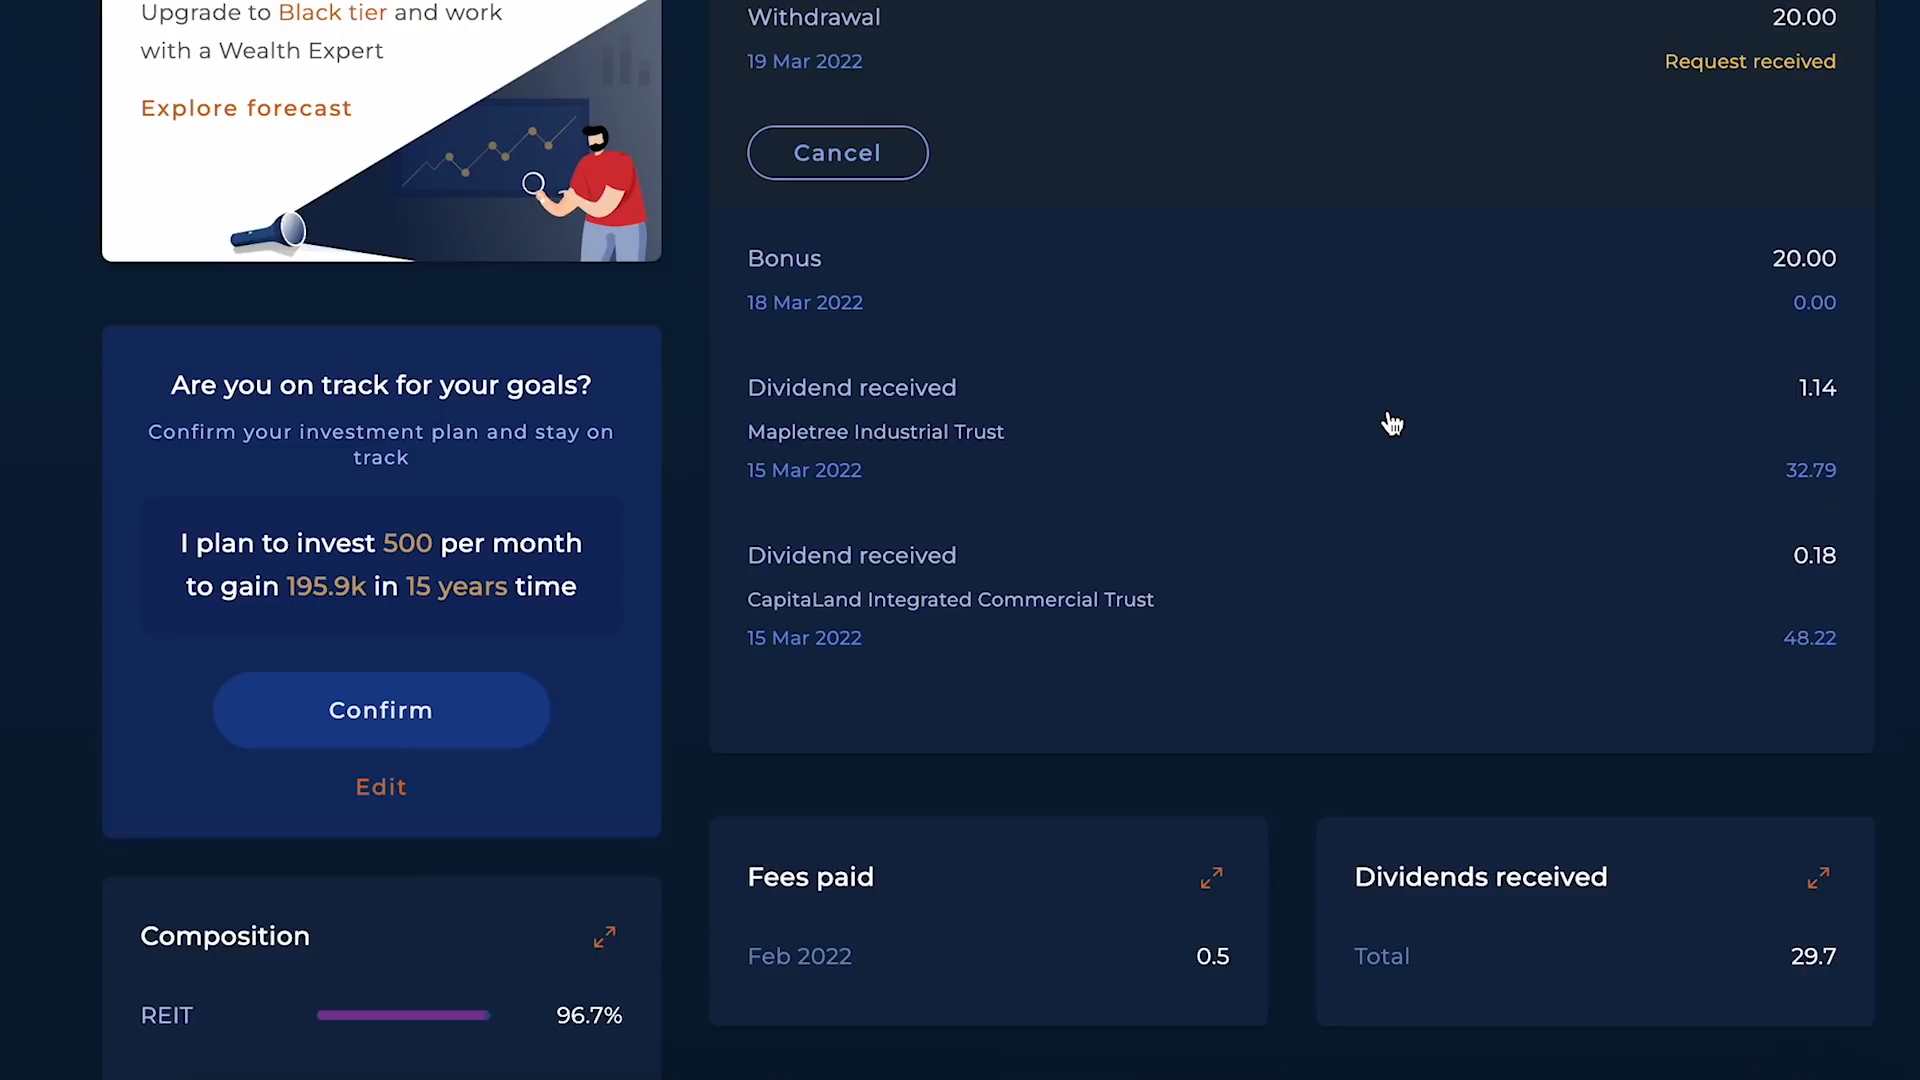 Upgrade to Black tier and work
with a Wealth Expert
Explore forecast
Are you on track for your goals?
Confirm your investment plan and stay on
track
I plan to invest 500 per month
to gain 195.9k in 15 years time
Confirm
Edit
Composition
REIT 96.7%
Withdrawal 20.00
19 Mar 2022 Request received
Cancel
Bonus 20.00
18 Mar 2022 0.00
Dividend received 1.14
Mapletree Industrial Trust
15 Mar 2022 32.79
Dividend received 0.18
CapitaLand Integrated Commercial Trust
15 Mar 2022 48.22
Fees paid
Feb 2022 0.5
Dividends received
Total 29.7